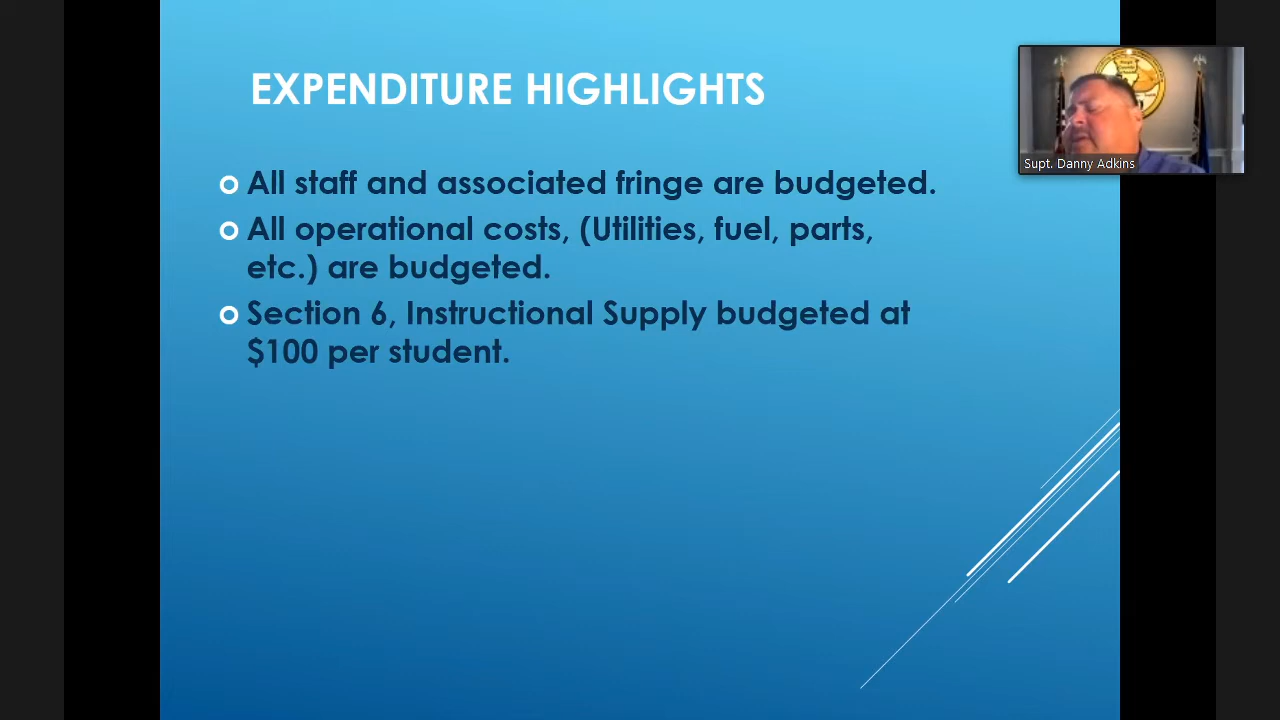 EXPENDITURE HIGHLIGHTS
All staff and associated fringe are budgeted.
All operational costs, (Utilities, fuel, parts,
etc.) are budgeted.
Section 6, Instructional Supply budgeted at
$100 per student.
Supt. Danny Adkins